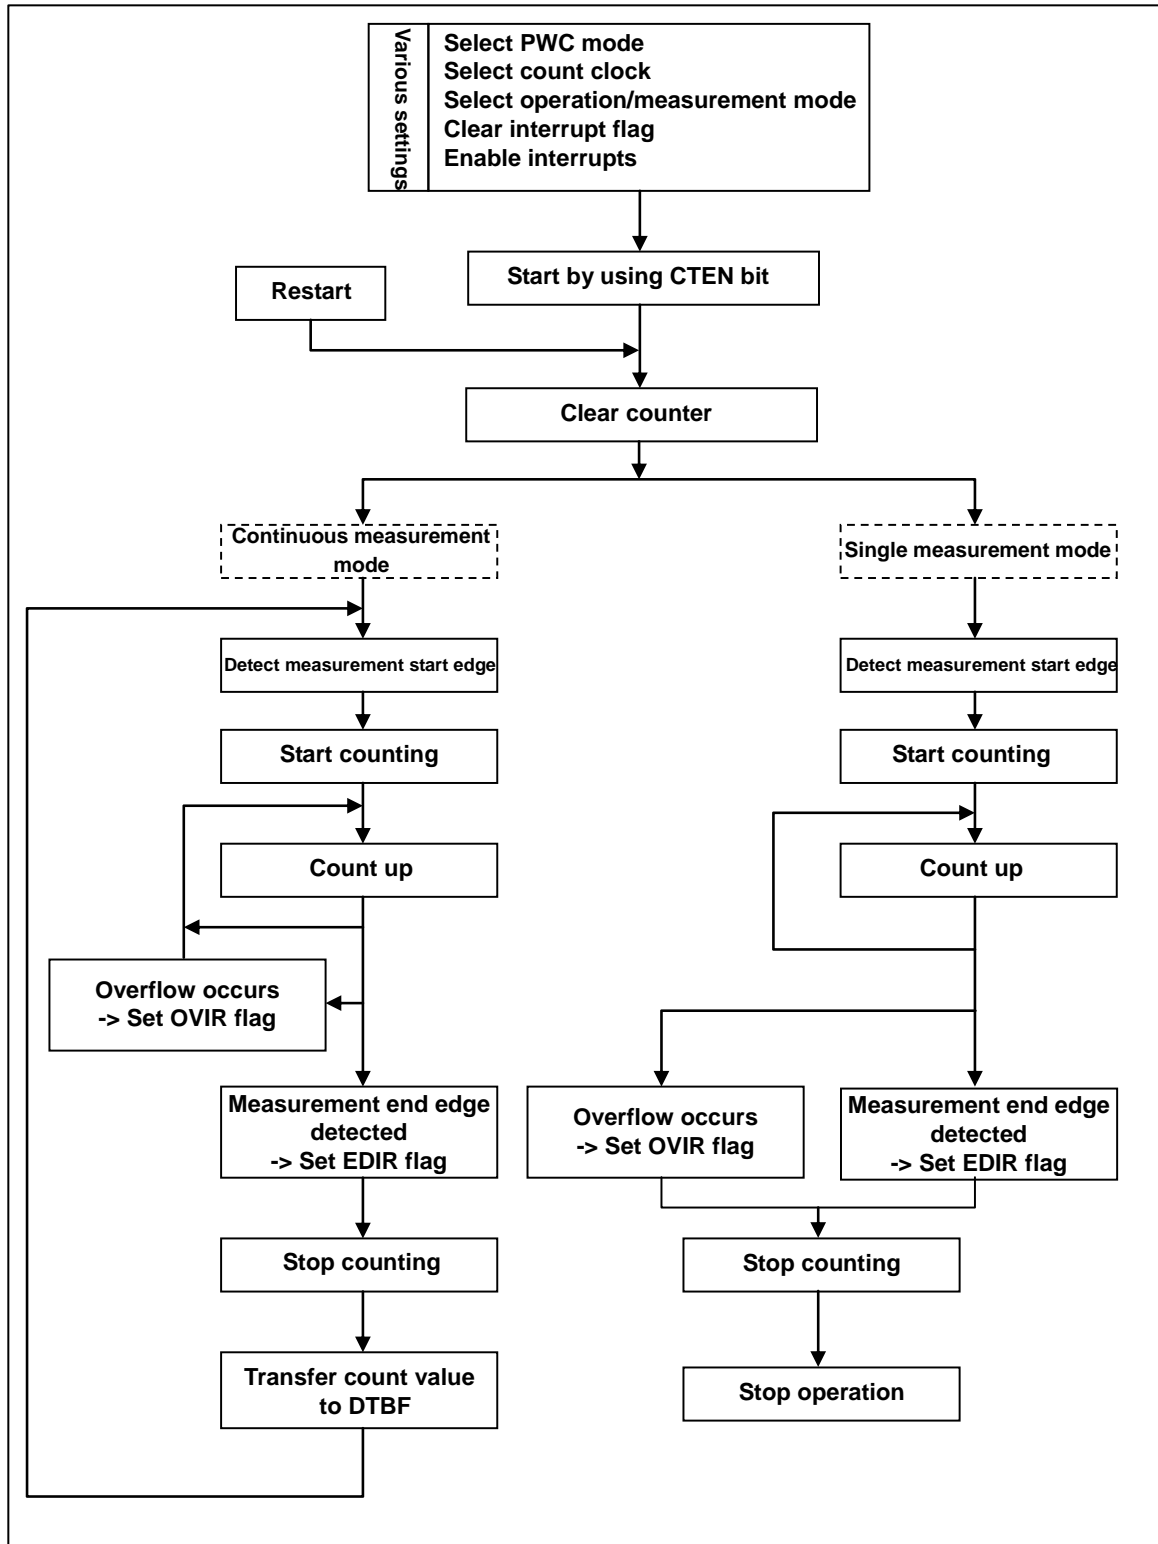 Various settings
Select PWC mode
Select count clock
Select operation/measurement mode
Clear interrupt flag
Enable interrupts
Start by using CTEN bit
Restart
Clear counter
Continuous measurement
mode
Single measurement mode
Detect measurement start edge
Detect measurement start edge
Start counting
Start counting
Count up
Count up
Overflow occurs
-> Set OVIR flag
Measurement end edge
detected
-> Set EDIR flag
Overflow occurs
-> Set OVIR flag
Measurement end edge
detected
-> Set EDIR flag
Stop counting
Stop counting
Transfer count value
to DTBF
Stop operation